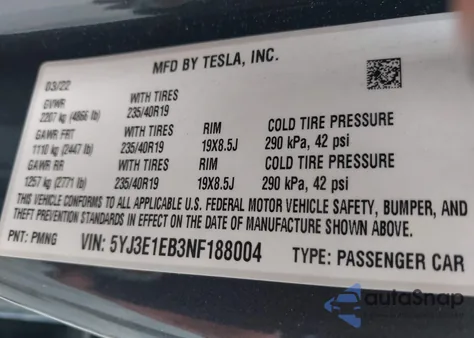 MFD BY TESLA, INC.
03/22
GVWR WITH TIRES
2207 kg (4866 lb) 235/40R19
GAWR FRT WITH TIRES RIM COLD TIRE PRESSURE
1110 kg (2447 lb) 235/40R19 19X8.5J 290 kPa, 42 psi
GAWR RR WITH TIRES RIM COLD TIRE PRESSURE
1257 kg (2771 lb) 235/40R19 19X8.5J 290 kPa, 42 psi
THIS VEHICLE CONFORMS TO ALL APPLICABLE U.S. FEDERAL MOTOR VEHICLE SAFETY, BUMPER, AND
THEFT PREVENTION STANDARDS IN EFFECT ON THE DATE OF MANUFACTURE SHOWN ABOVE.
PNT: PMNG VIN: 5YJ3E1EB3NF188004 TYPE: PASSENGER CAR
autoSnap